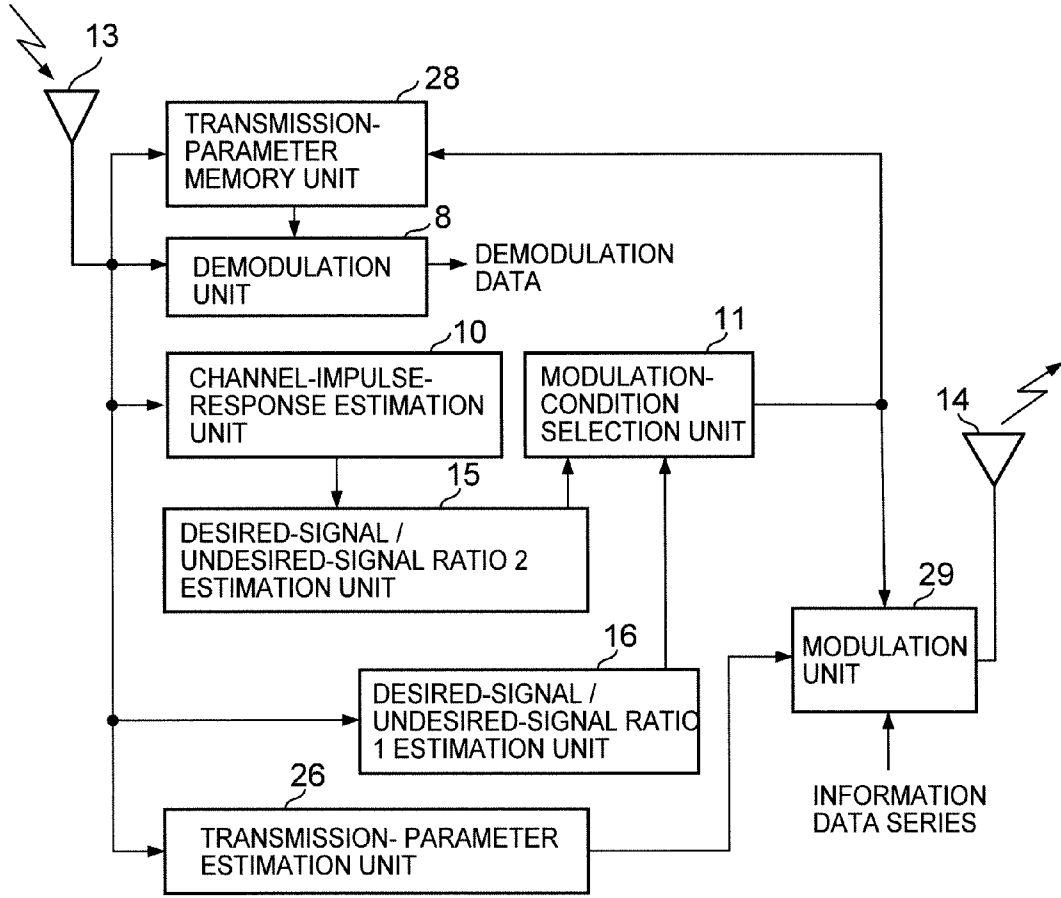 13
28
TRANSMISSION-
PARAMETER
MEMORY UNIT
8
DEMODULATION
UNIT
DEMODULATION
DATA
10
CHANNEL-IMPULSE-
RESPONSE ESTIMATION
UNIT
11
MODULATION-
CONDITION
SELECTION UNIT
14
15
DESIRED-SIGNAL /
UNDESIRED-SIGNAL RATIO 2
ESTIMATION UNIT
29
MODULATION
UNIT
16
DESIRED-SIGNAL /
UNDESIRED-SIGNAL RATIO
1 ESTIMATION UNIT
INFORMATION
DATA SERIES
26
TRANSMISSION- PARAMETER
ESTIMATION UNIT